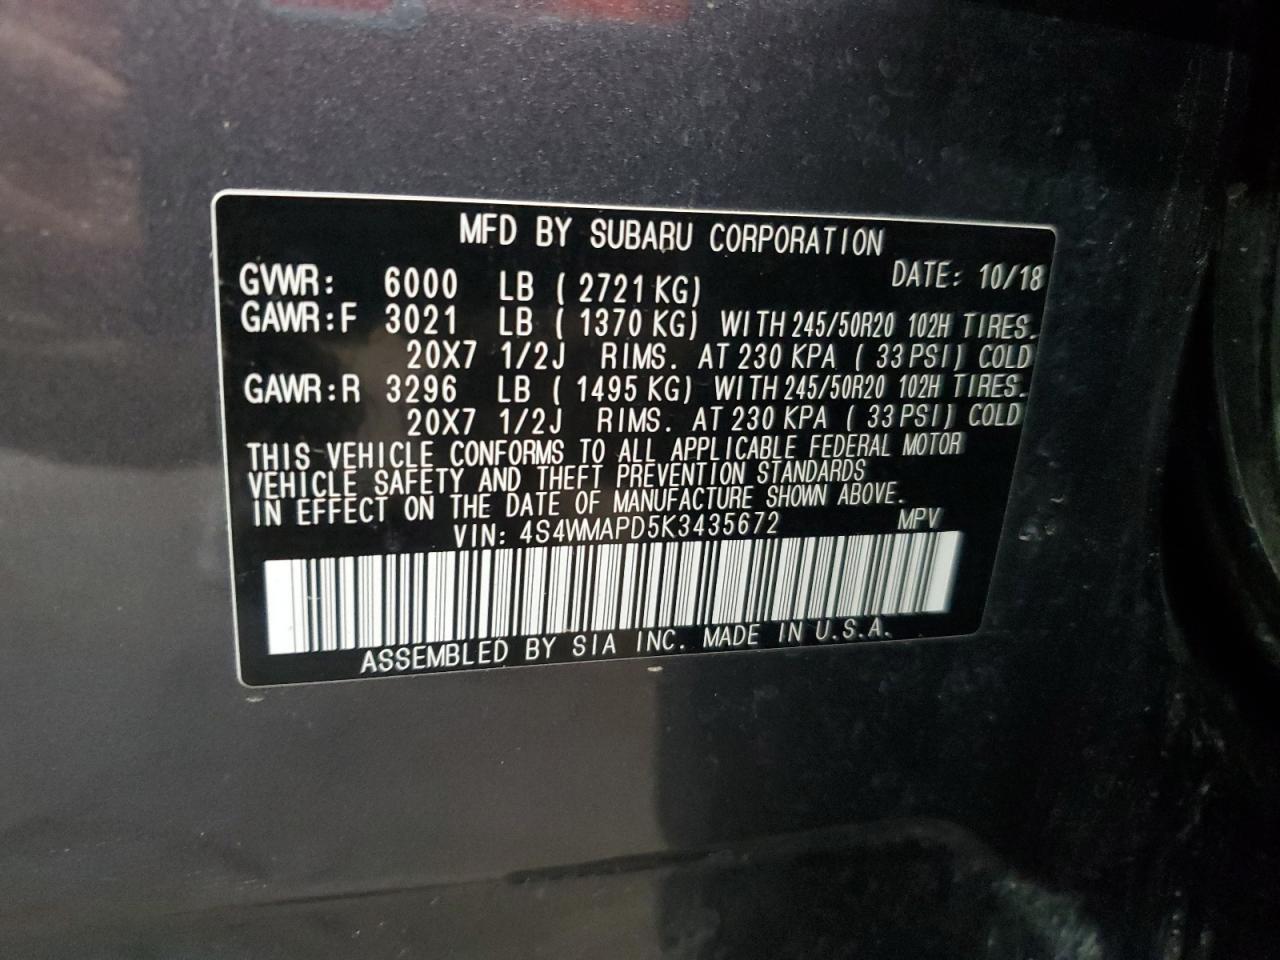 MFD BY SUBARU CORPORATION
DATE: 10/18
GVWR: 6000 LB ( 2721 KG)
GAWR:F 3021 LB ( 1370 KG) WITH 245/50R20 102H TIRES.
20X7 1/2J RIMS. AT 230 KPA ( 33 PSI) COLD
GAWR:R 3296 LB ( 1495 KG) WITH 245/50R20 102H TIRES.
20X7 1/2J RIMS. AT 230 KPA ( 33 PSI) COLD
THIS VEHICLE CONFORMS TO ALL APPLICABLE FEDERAL MOTOR
VEHICLE SAFETY AND THEFT PREVENTION STANDARDS
IN EFFECT ON THE DATE OF MANUFACTURE SHOWN ABOVE.
VIN: 4S4WMAPD5K3435672 MPV
ASSEMBLED BY SIA INC. MADE IN U.S.A.